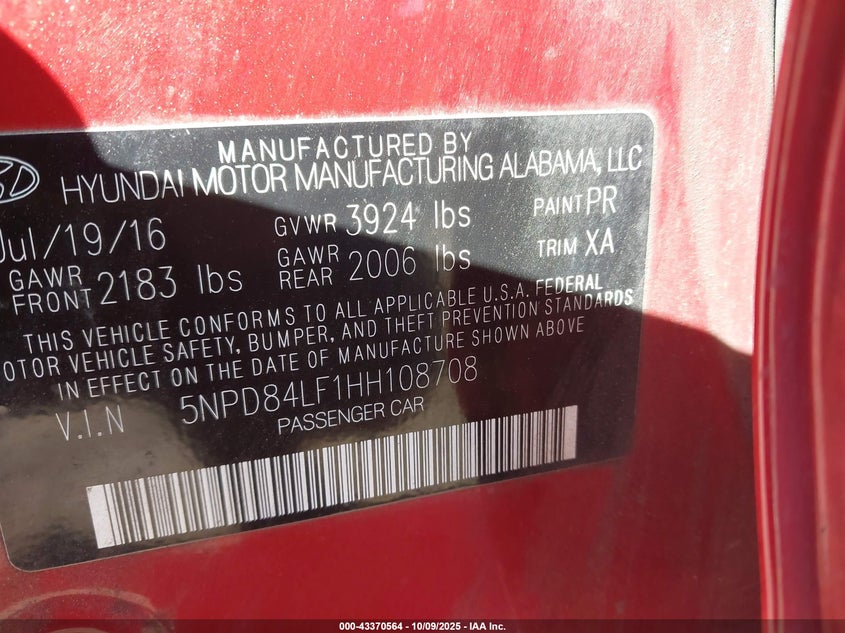 MANUFACTURED BY
HYUNDAI MOTOR MANUFACTURING ALABAMA, LLC
Jul/19/16 GVWR 3924 lbs PAINT PR
GAWR FRONT 2183 lbs GAWR REAR 2006 lbs TRIM XA
THIS VEHICLE CONFORMS TO ALL APPLICABLE U.S.A. FEDERAL
OTOR VEHICLE SAFETY, BUMPER, AND THEFT PREVENTION STANDARDS
IN EFFECT ON THE DATE OF MANUFACTURE SHOWN ABOVE
V.I.N 5NPD84LF1HH108708
PASSENGER CAR
000-43370564 - 10/09/2025 - IAA Inc.